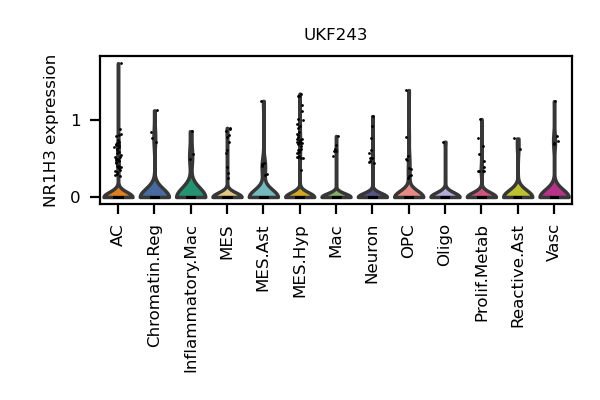 UKF243
NR1H3 expression
1
0
AC
Chromatin.Reg
Inflammatory.Mac
MES
MES.Ast
MES.Hyp
Mac
Neuron
OPC
Oligo
Prolif.Metab
Reactive.Ast
Vasc